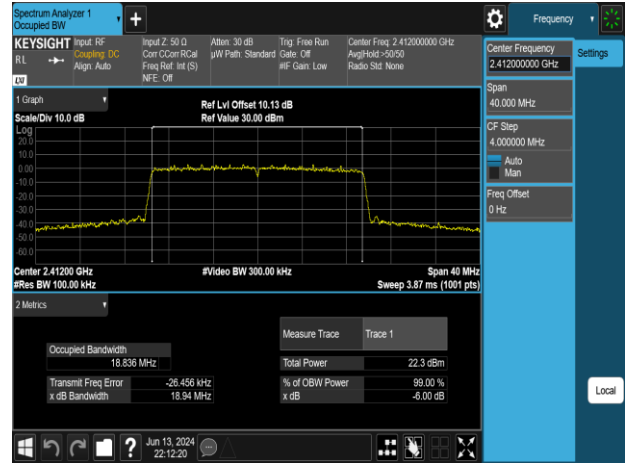 Spectrum Analyzer 1
Occupied BW
Frequency
KEYSIGHT
RL
LXI
Input: RF
Coupling: DC
Align: Auto
Input Z: 50 Ω
Corr CCorr RCal
Freq Ref: Int (S)
NFE: Off
Atten: 30 dB
µW Path: Standard
Trig: Free Run
Gate: Off
#IF Gain: Low
Center Freq: 2.412000000 GHz
Avg|Hold:>50/50
Radio Std: None
Center Frequency
2.412000000 GHz
Settings
Span
40.000 MHz
CF Step
4.000000 MHz
Auto
Man
Freq Offset
0 Hz
Local
1 Graph
Scale/Div 10.0 dB
Ref Lvl Offset 10.13 dB
Ref Value 30.00 dBm
Log
20.0
10.0
0.00
-10.0
-20.0
-30.0
-40.0
-50.0
-60.0
Center 2.41200 GHz
#Res BW 100.00 kHz
#Video BW 300.00 kHz
Span 40 MHz
Sweep 3.87 ms (1001 pts)
2 Metrics
Measure Trace Trace 1
Occupied Bandwidth
18.836 MHz
Total Power 22.3 dBm
Transmit Freq Error -26.456 kHz
% of OBW Power 99.00 %
x dB Bandwidth 18.94 MHz
x dB -6.00 dB
Jun 13, 2024
22:12:20